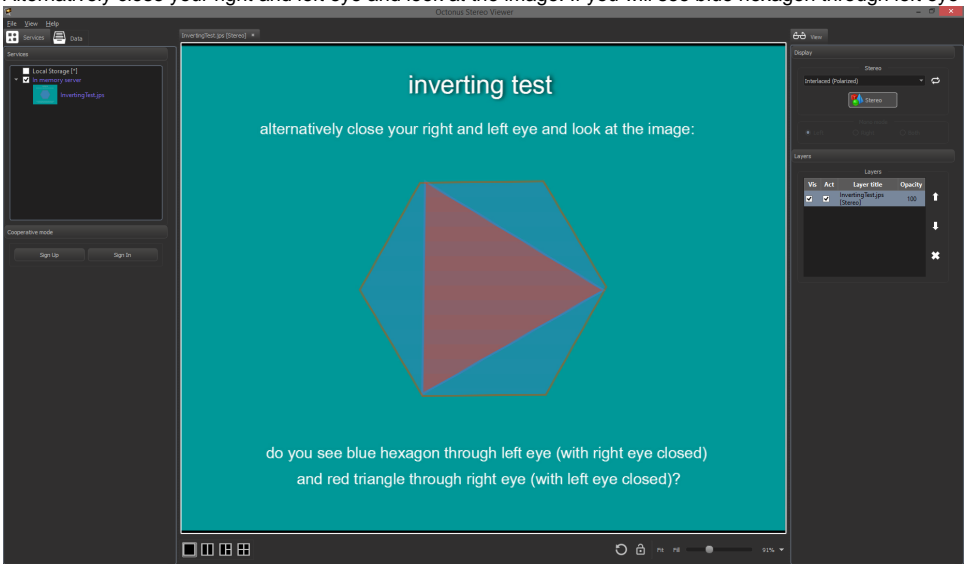 Alternatively close your right and left eye and look at the image. If you will see blue hexagon through left eye
Octonus Stereo Viewer
File View Help
Services Data
InvertingTest.jps [Stereo]
View
Services
Local Storage [*]
In memory server
InvertingTest.jps
Cooperative mode
Sign Up Sign In
inverting test
alternatively close your right and left eye and look at the image:
do you see blue hexagon through left eye (with right eye closed)
and red triangle through right eye (with left eye closed)?
Fit Fill 91%
Display
Stereo
Interlaced (Polarized)
Stereo
Left Right
Layers
Layers
Vis Act Layer title Opacity
InvertingTest.jps
[Stereo]
100